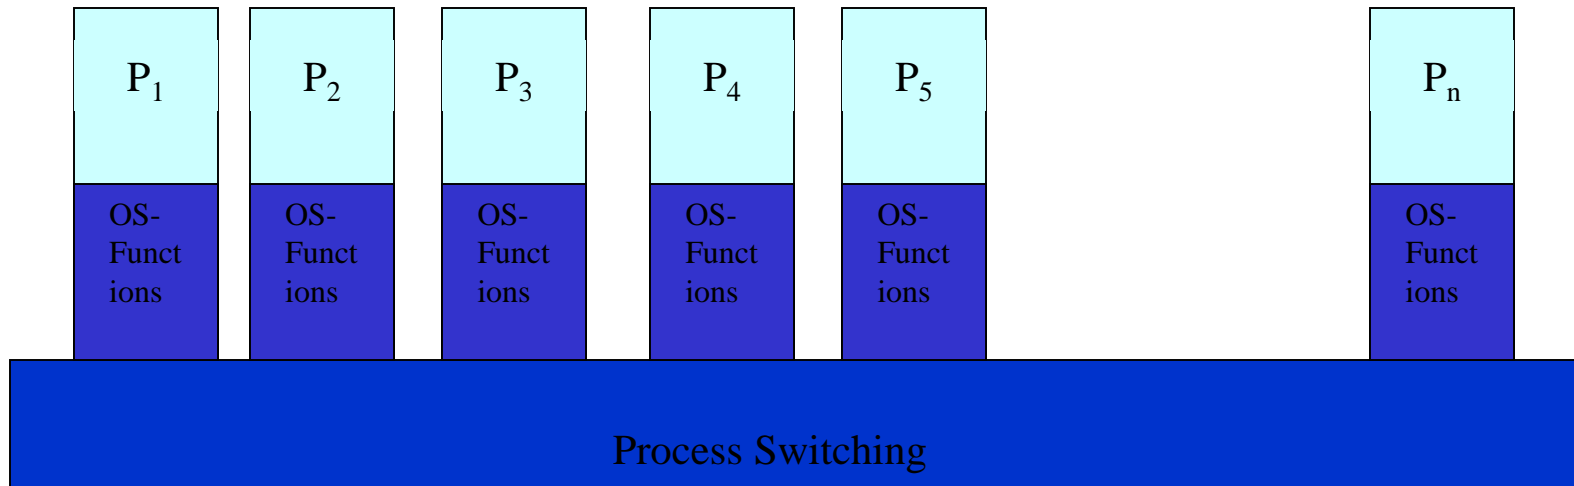 P₁ P₂ P₃ P₄ P₅ Pₙ
OS- OS- OS- OS- OS- OS-
Funct Funct Funct Funct Funct Funct
ions ions ions ions ions ions
Process Switching